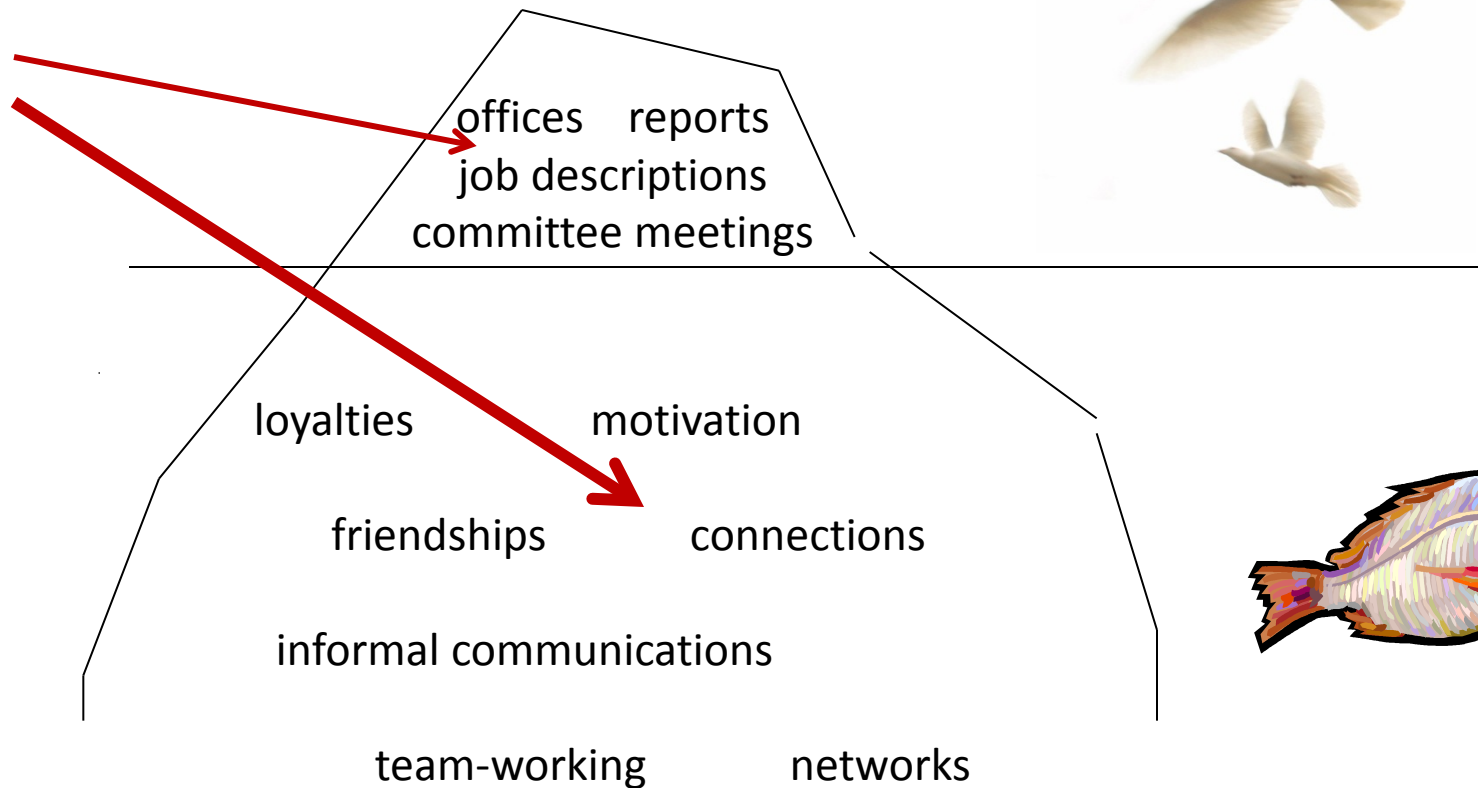 offices reports
job descriptions
committee meetings
loyalties motivation
friendships connections
informal communications
team-working networks